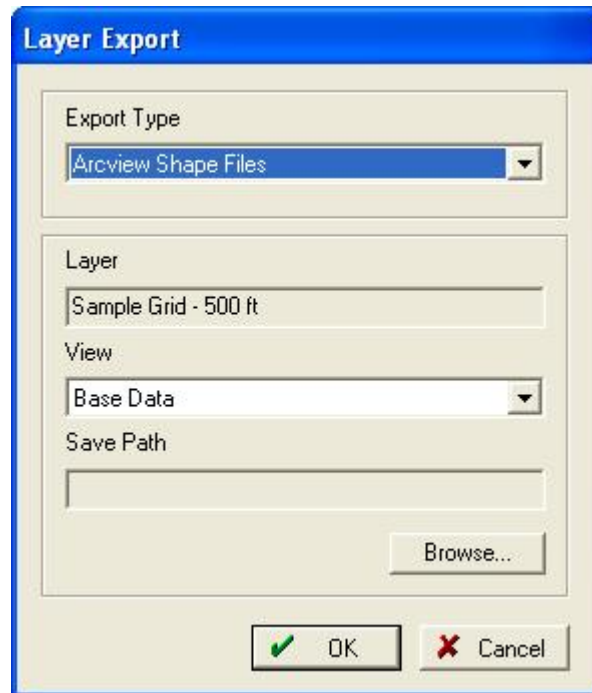 Layer Export
Export Type
Arcview Shape Files
Layer
Sample Grid - 500 ft
View
Base Data
Save Path
Browse...
OK
Cancel